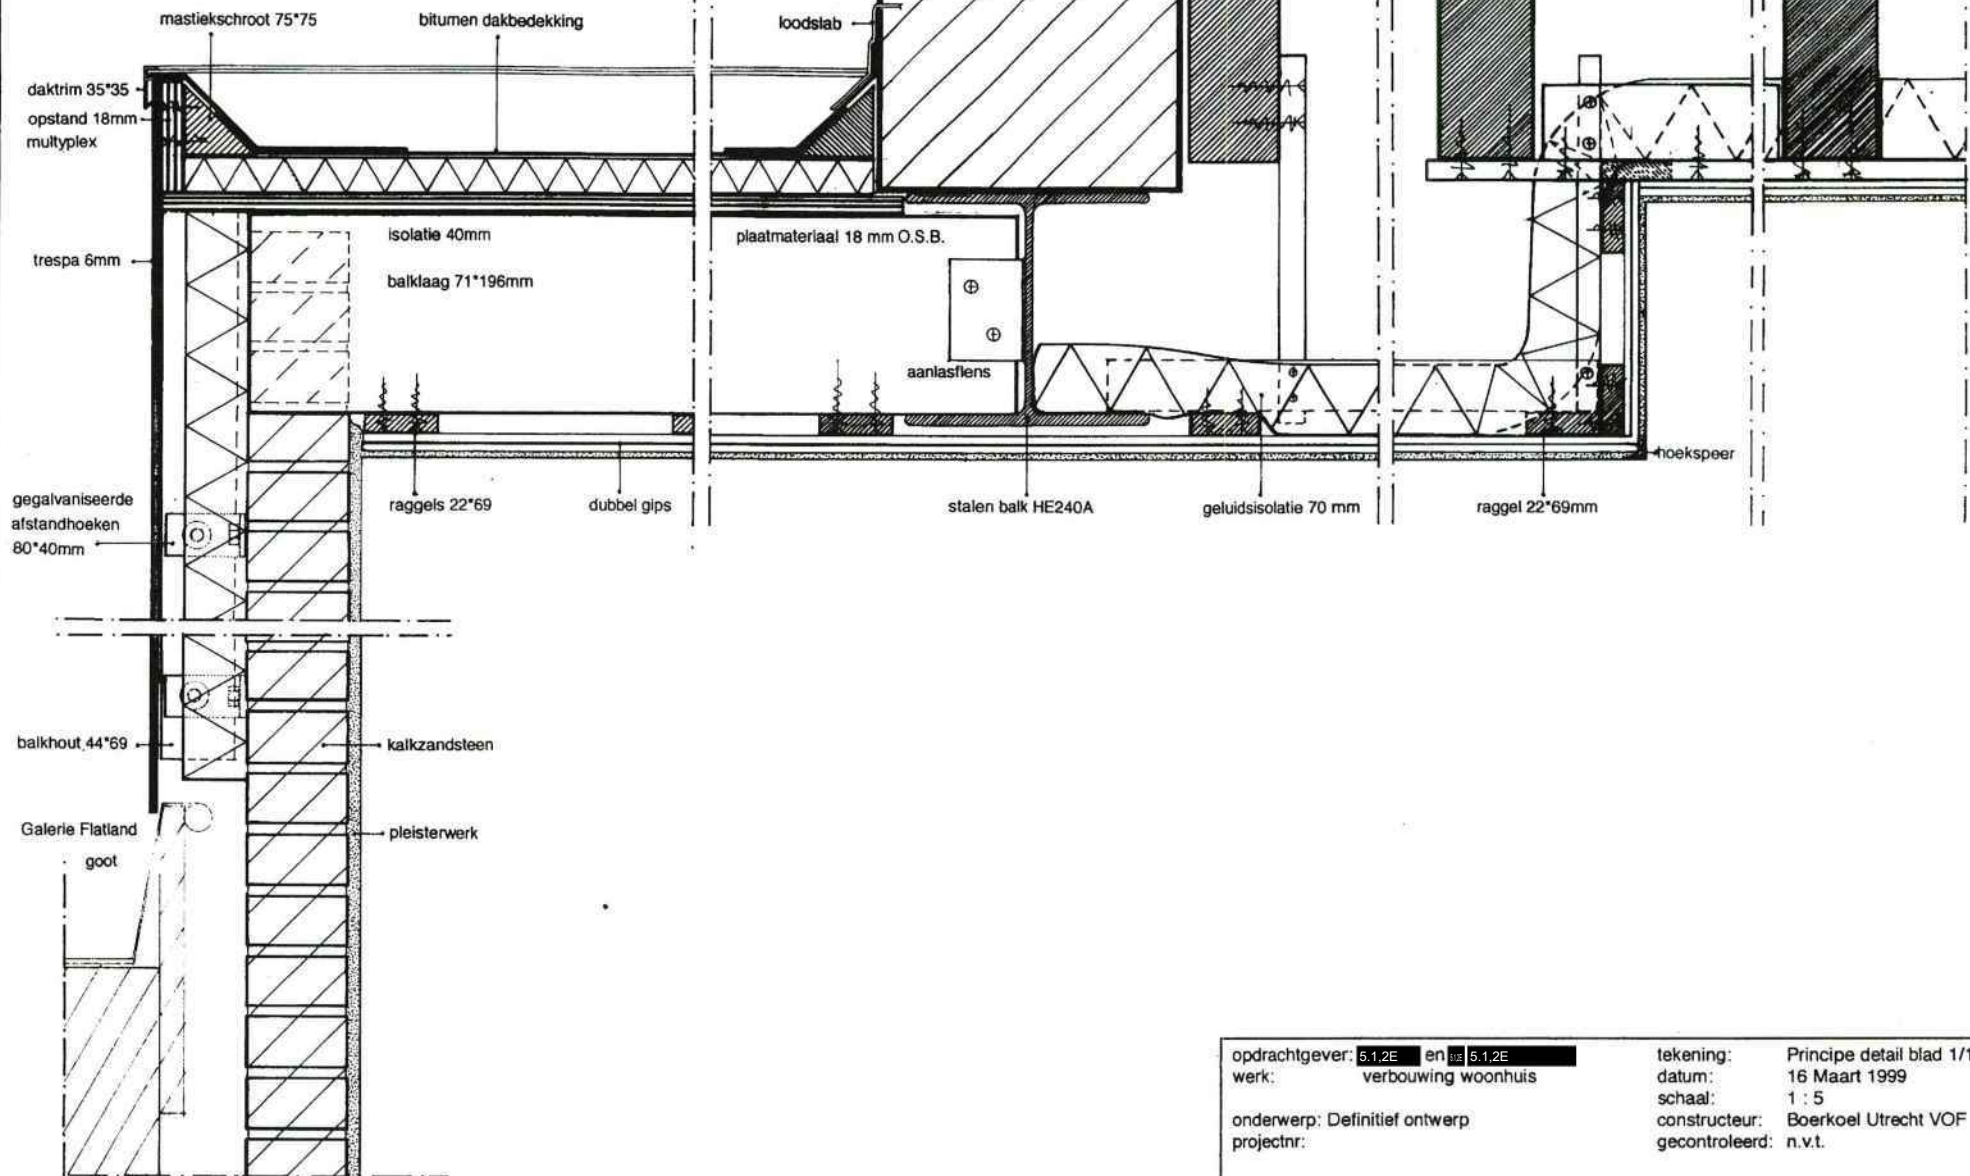 mastiekschroot 75*75
bitumen dakbedekking
loodslab
daktrim 35*35
opstand 18mm
multyplex
isolatie 40mm
plaatmateriaal 18 mm O.S.B.
trespa 6mm
balklaag 71*196mm
aanlasflens
hoekspeer
gegalvaniseerde
afstandhoeken
80*40mm
raggels 22*69
dubbel gips
stalen balk HE240A
geluidsisolatie 70 mm
raggel 22*69mm
balkhout 44*69
kalkzandsteen
Galerie Flatland
goot
pleisterwerk
opdrachtgever: 5.1,2E en 5.1,2E
werk: verbouwing woonhuis
onderwerp: Definitief ontwerp
projectnr:
tekening: Principe detail blad 1/1
datum: 16 Maart 1999
schaal: 1 : 5
constructeur: Boerkoel Utrecht VOF
gecontroleerd: n.v.t.